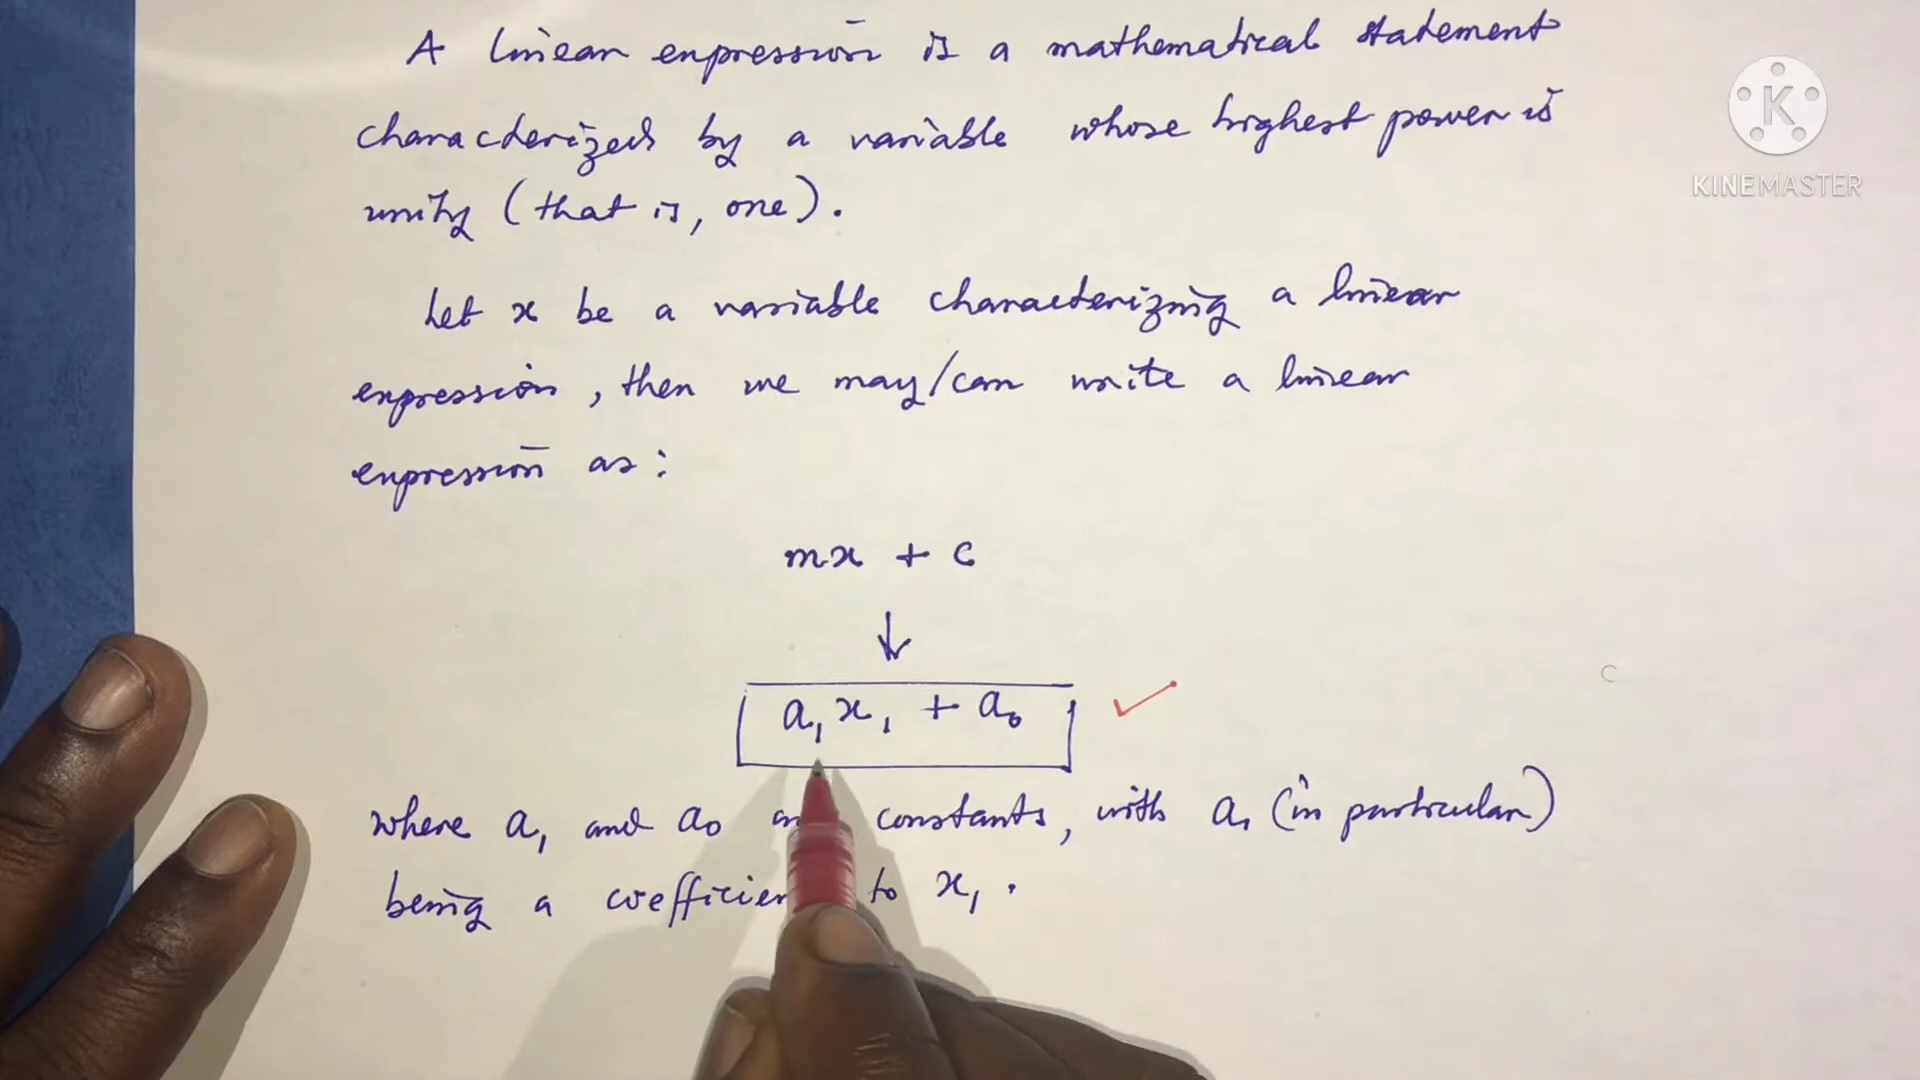 A linear expression is a mathematical statement
characterized by a variable whose highest power is
unity (that is, one).
Let x be a variable characterizing a linear
expression, then we may/can write a linear
expression as:
mx + c
↓
a₁x₁ + a₀ ✓
where a₁ and a₀ constants, with a₁ (in particular)
being a to x₁.
KINEMASTER